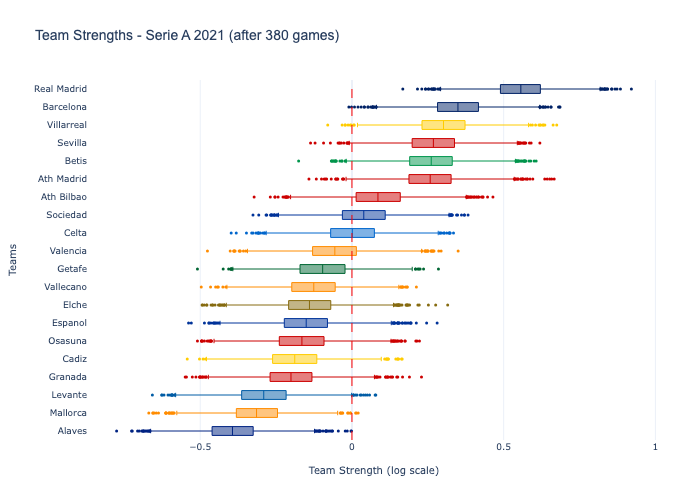 Team Strengths - Serie A 2021 (after 380 games)
Real Madrid
Barcelona
Villarreal
Sevilla
Betis
Ath Madrid
Ath Bilbao
Sociedad
Celta
Valencia
Getafe
Vallecano
Elche
Espanol
Osasuna
Cadiz
Granada
Levante
Mallorca
Alaves
Teams
−0.5
0
0.5
1
Team Strength (log scale)